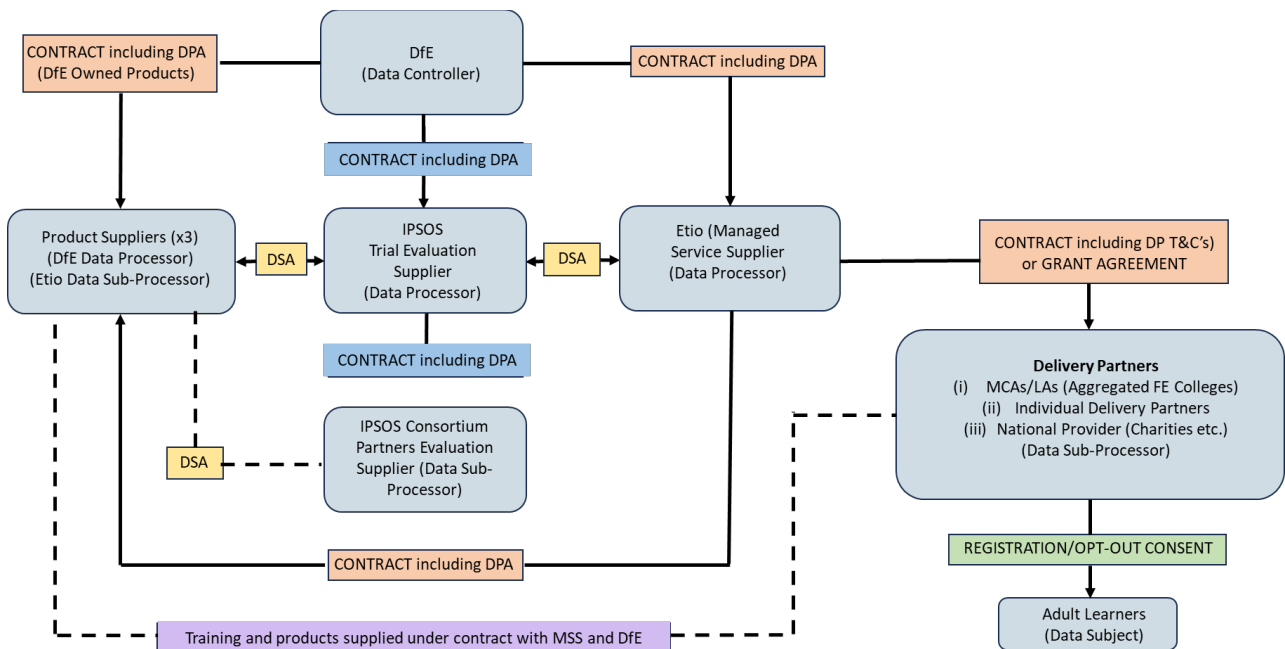 CONTRACT including DPA
(DfE Owned Products)
DfE
(Data Controller)
CONTRACT including DPA
CONTRACT including DPA
Product Suppliers (x3)
(DfE Data Processor)
(Etio Data Sub-Processor)
DSA
IPSOS
Trial Evaluation
Supplier
(Data Processor)
DSA
Etio (Managed
Service Supplier
(Data Processor)
CONTRACT including DP T&C’s)
or GRANT AGREEMENT
CONTRACT including DPA
Delivery Partners
(i) MCAs/LAs (Aggregated FE Colleges)
(ii) Individual Delivery Partners
(iii) National Provider (Charities etc.)
(Data Sub-Processor)
DSA
IPSOS Consortium
Partners Evaluation
Supplier (Data Sub-
Processor)
CONTRACT including DPA
REGISTRATION/OPT-OUT CONSENT
Adult Learners
(Data Subject)
Training and products supplied under contract with MSS and DfE